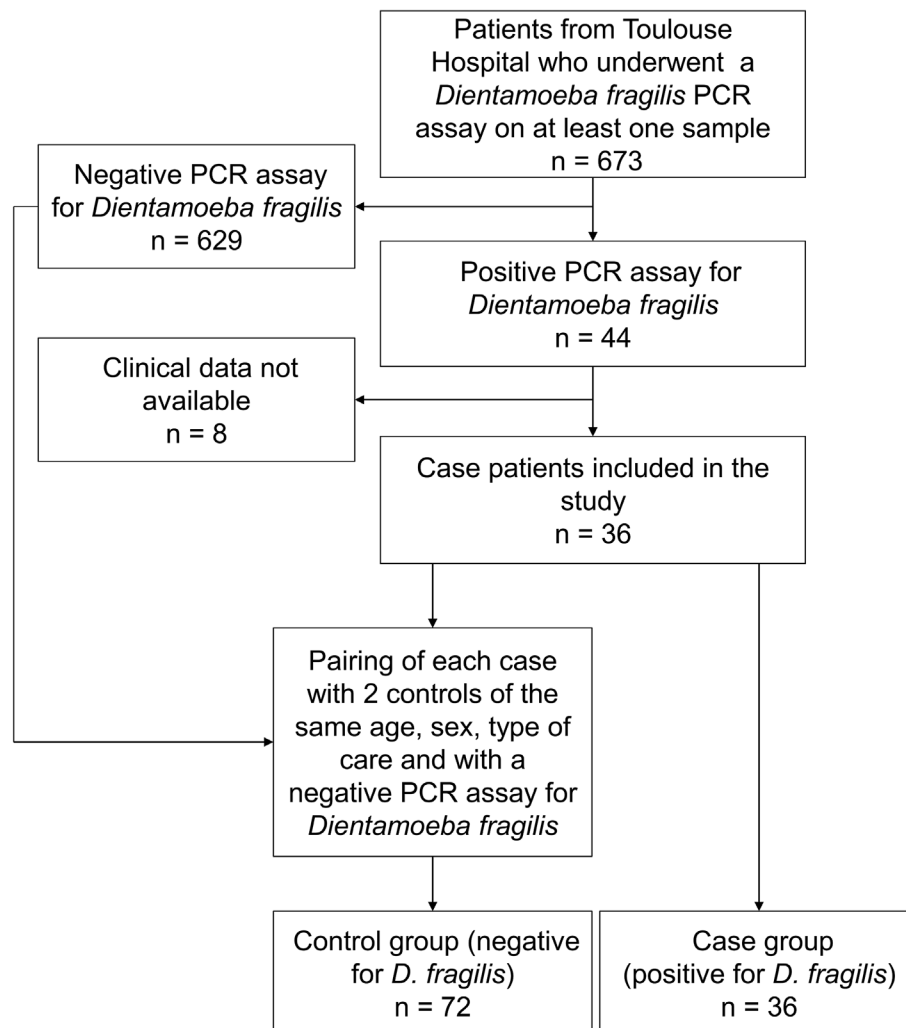 Patients from Toulouse
Hospital who underwent a
Dientamoeba fragilis PCR
assay on at least one sample
n = 673
Negative PCR assay
for Dientamoeba fragilis
n = 629
Positive PCR assay for
Dientamoeba fragilis
n = 44
Clinical data not
available
n = 8
Case patients included in the
study
n = 36
Pairing of each case
with 2 controls of the
same age, sex, type of
care and with a
negative PCR assay for
Dientamoeba fragilis
Control group (negative
for D. fragilis)
n = 72
Case group
(positive for D. fragilis)
n = 36